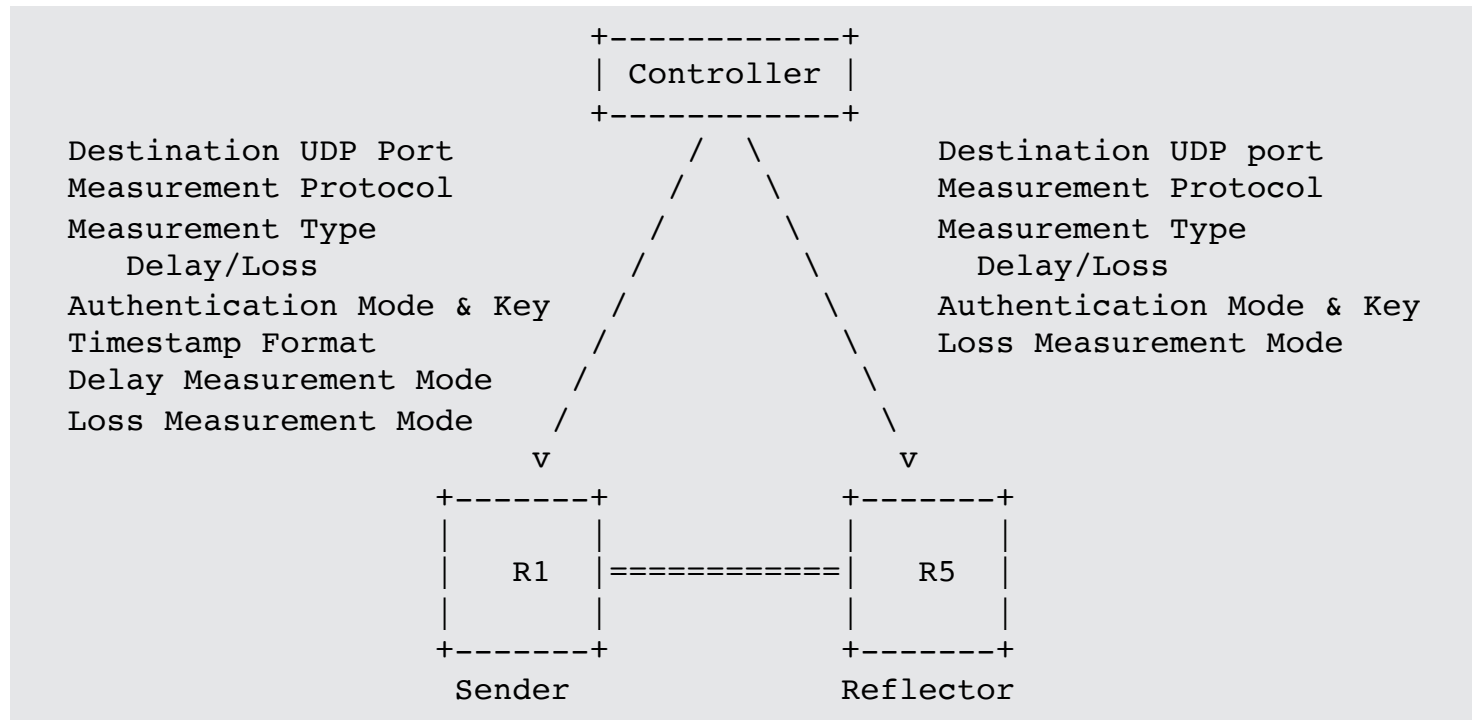 Controller
Destination UDP Port
Measurement Protocol
Measurement Type
Delay/Loss
Authentication Mode & Key
Timestamp Format
Delay Measurement Mode
Loss Measurement Mode
Destination UDP port
Measurement Protocol
Measurement Type
Delay/Loss
Authentication Mode & Key
Loss Measurement Mode
v v
R1 |============| R5
Sender Reflector